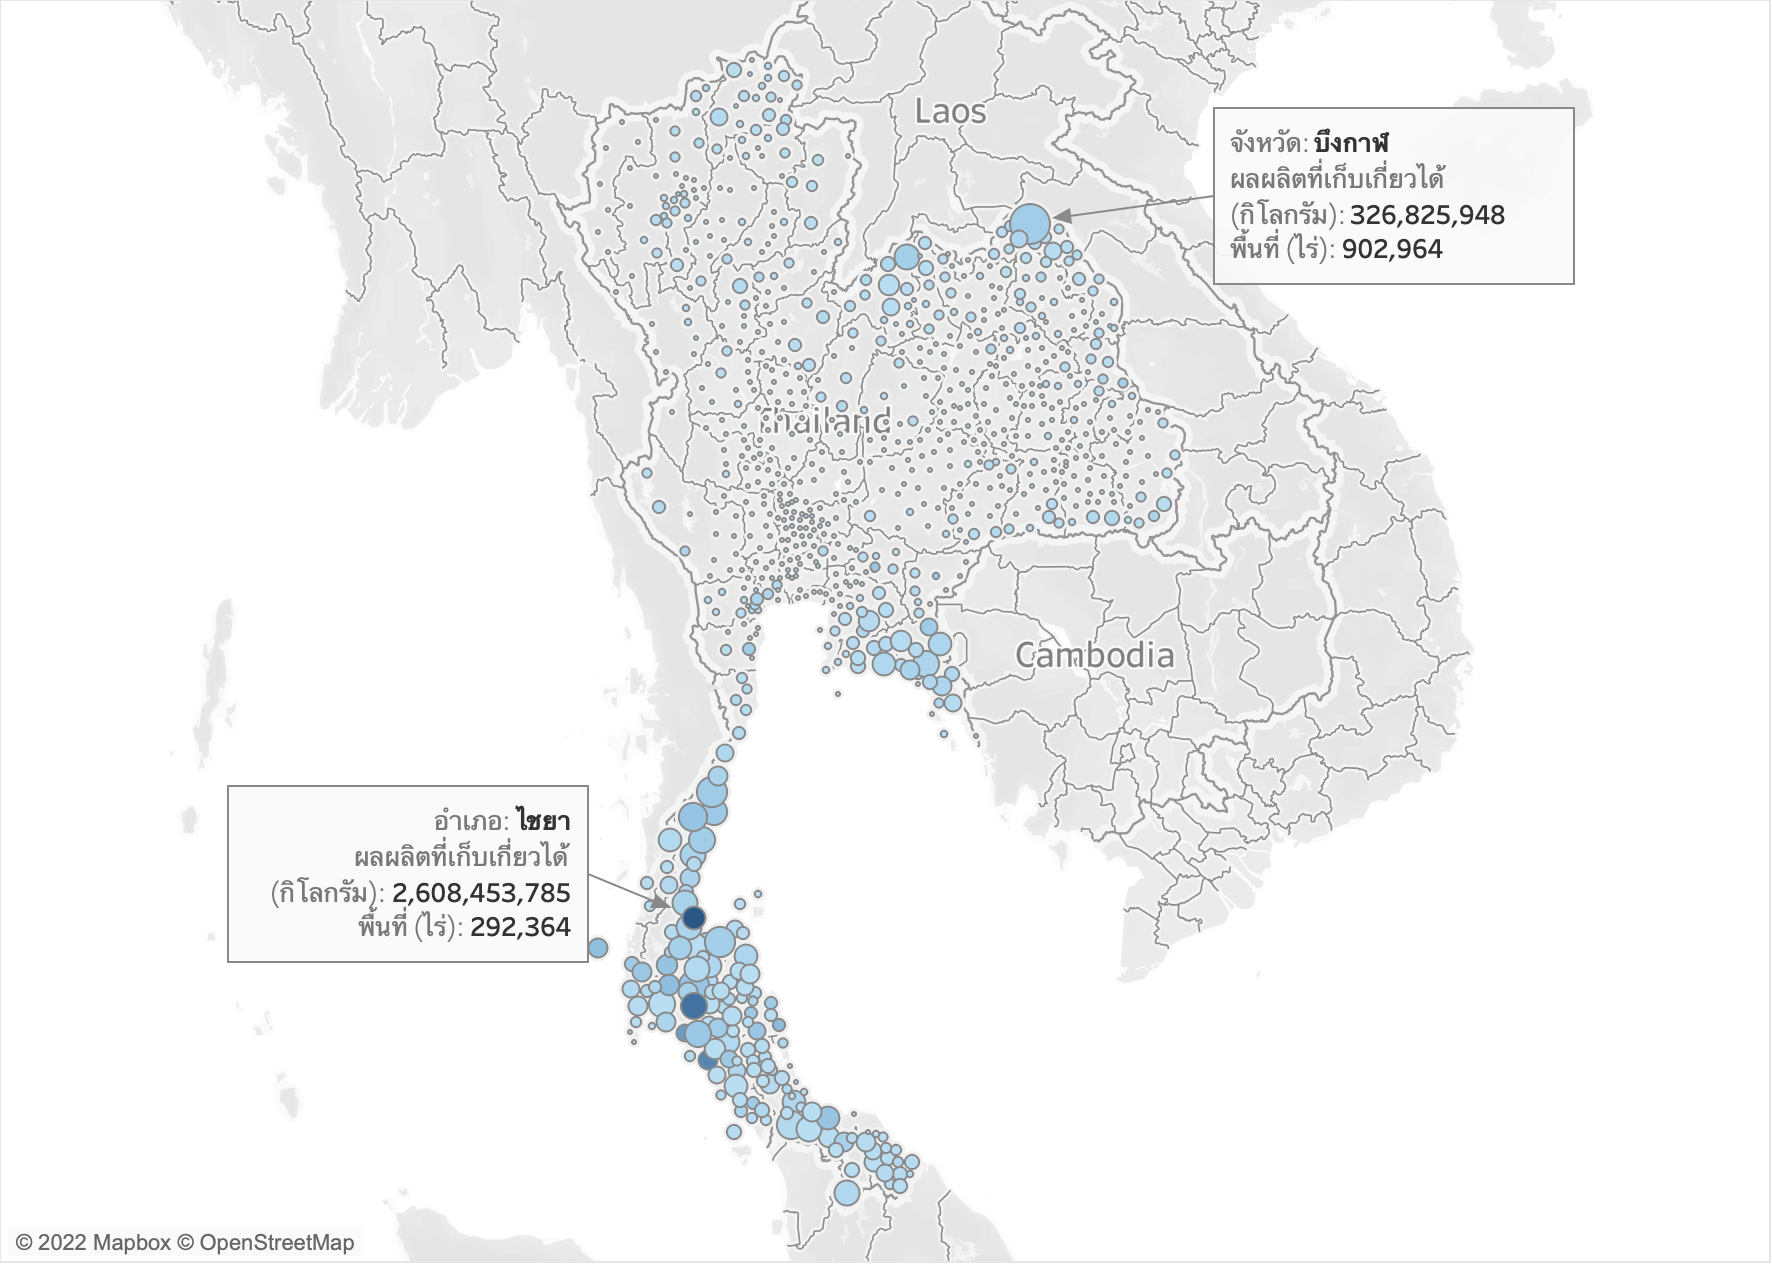 Laos
จังหวัด: บึงกาฬ
ผลผลิตที่เก็บเกี่ยวได้
(กิโลกรัม): 326,825,948
พื้นที่ (ไร่): 902,964
Thailand
Cambodia
อำเภอ: ไชยา
ผลผลิตที่เก็บเกี่ยวได้
(กิโลกรัม): 2,608,453,785
พื้นที่ (ไร่): 292,364
© 2022 Mapbox © OpenStreetMap